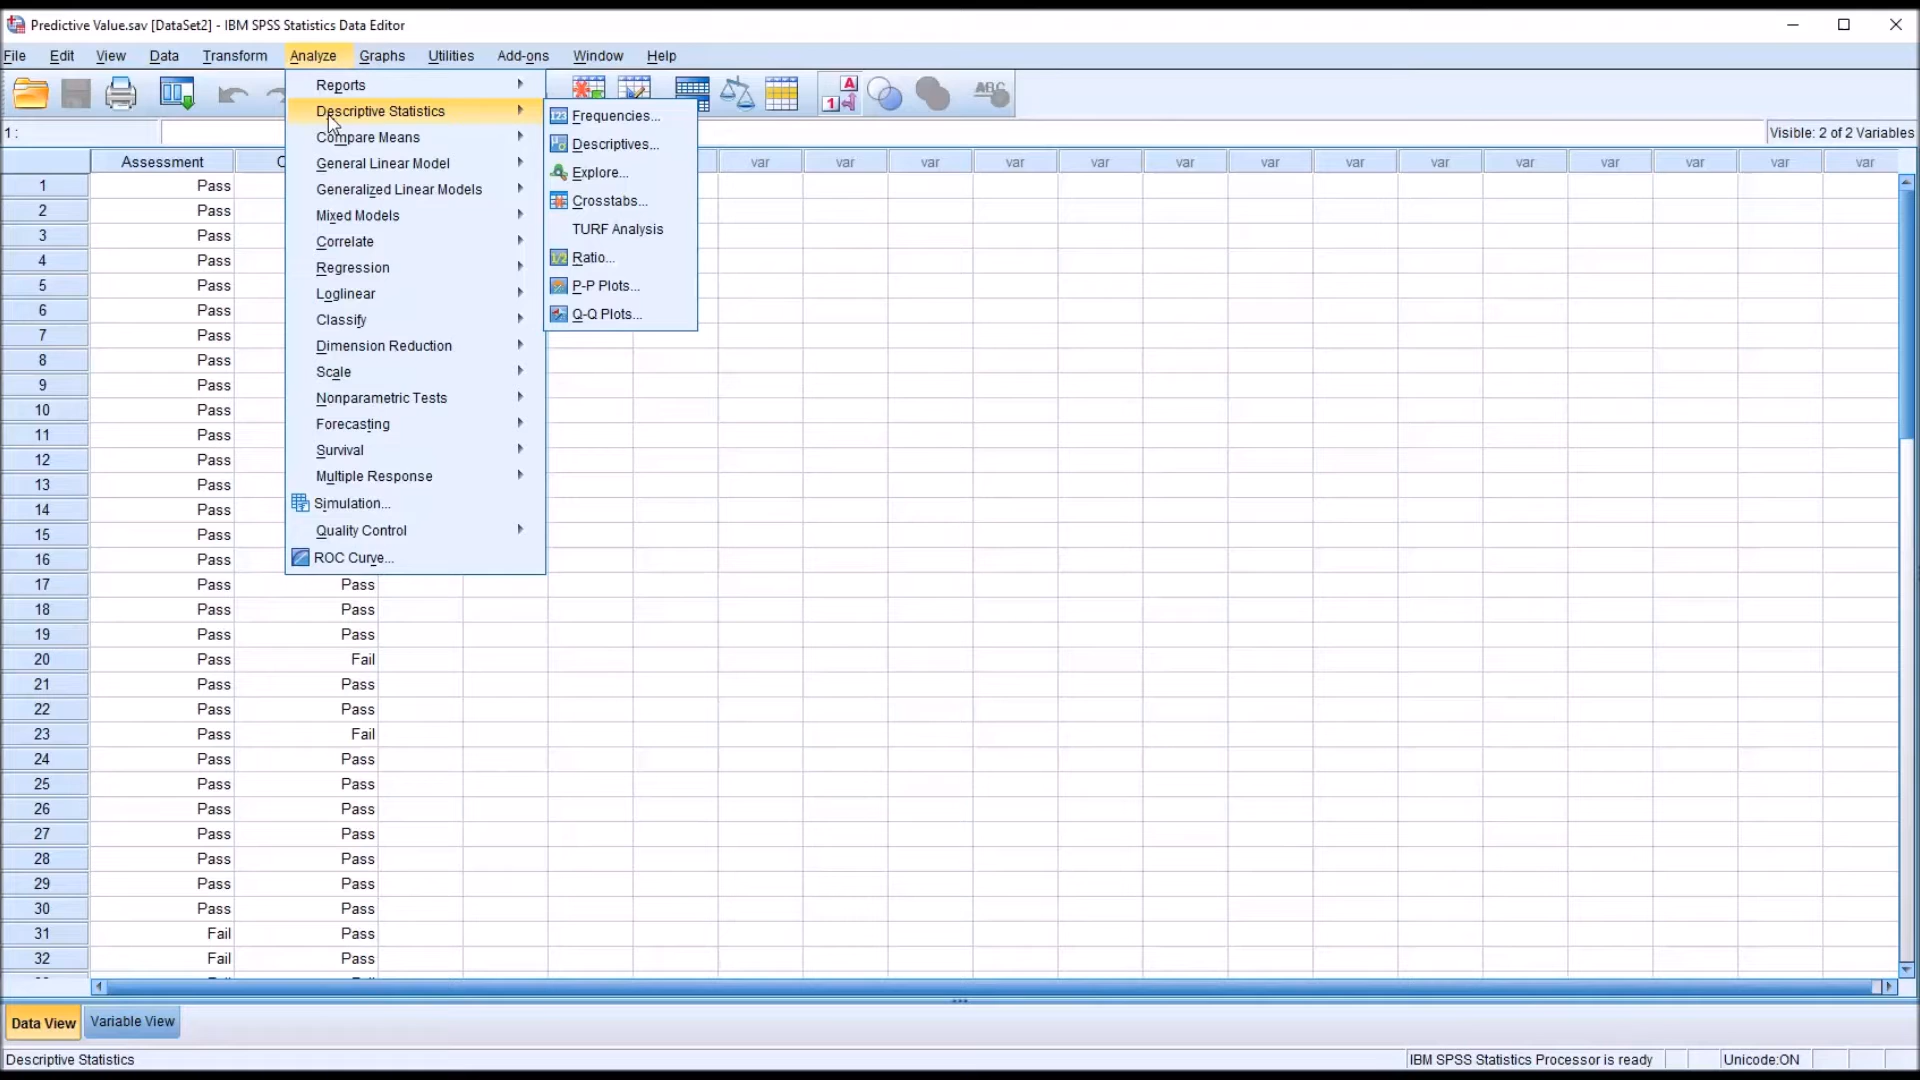 Predictive Value.sav [DataSet2] - IBM SPSS Statistics Data Editor
File Edit View Data Transform Analyze Graphs Utilities Add-ons Window Help
1 :
Visible: 2 of 2 Variables
Reports
Descriptive Statistics
Compare Means
General Linear Model
Generalized Linear Models
Mixed Models
Correlate
Regression
Loglinear
Classify
Dimension Reduction
Scale
Nonparametric Tests
Forecasting
Survival
Multiple Response
Simulation...
Quality Control
ROC Curve...
Frequencies...
Descriptives...
Explore...
Crosstabs...
TURF Analysis
Ratio...
P-P Plots...
Q-Q Plots...
A
1
ABC
Assessment var var var var var var var var var var var var var var
1 Pass
2 Pass
3 Pass
4 Pass
5 Pass
6 Pass
7 Pass
8 Pass
9 Pass
10 Pass
11 Pass
12 Pass
13 Pass
14 Pass
15 Pass
16 Pass
17 Pass Pass
18 Pass Pass
19 Pass Pass
20 Pass Fail
21 Pass Pass
22 Pass Pass
23 Pass Fail
24 Pass Pass
25 Pass Pass
26 Pass Pass
27 Pass Pass
28 Pass Pass
29 Pass Pass
30 Pass Pass
31 Fail Pass
32 Fail Pass
Data View Variable View
Descriptive Statistics
IBM SPSS Statistics Processor is ready
Unicode:ON